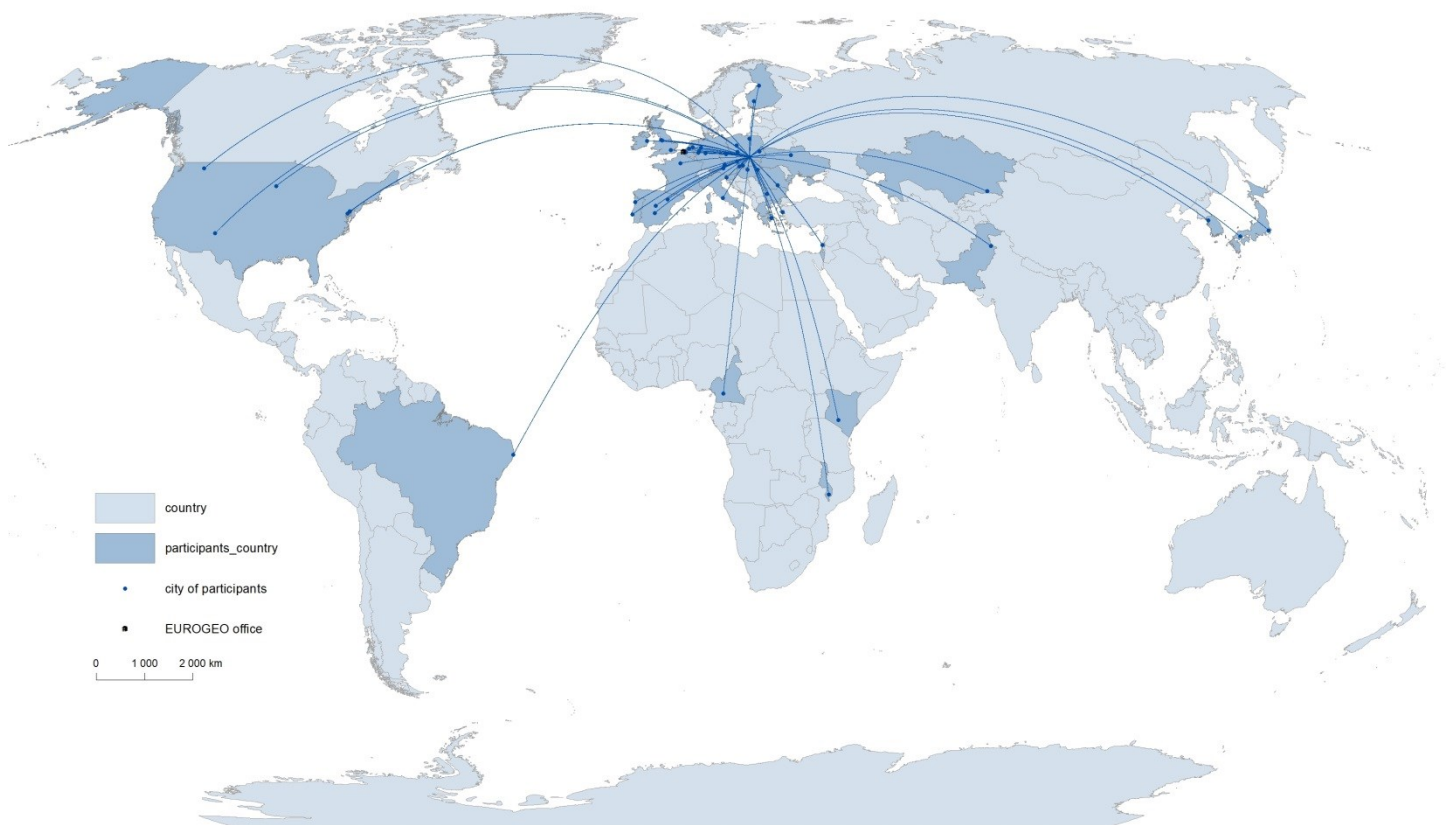 country
participants_country
city of participants
EUROGEO office
0 1 000 2 000 km